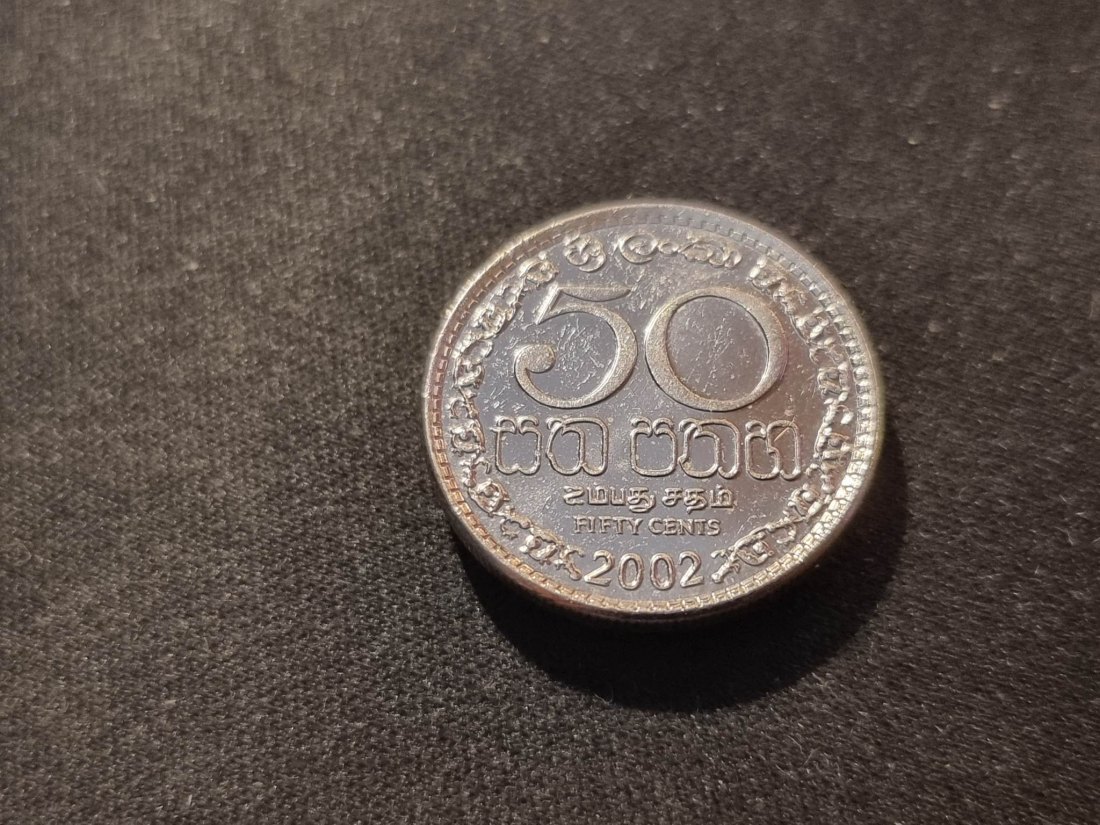 ශ්‍රී ලංකා
50
සත පනහ
ஐம்பது சதம்
FIFTY CENTS
2002